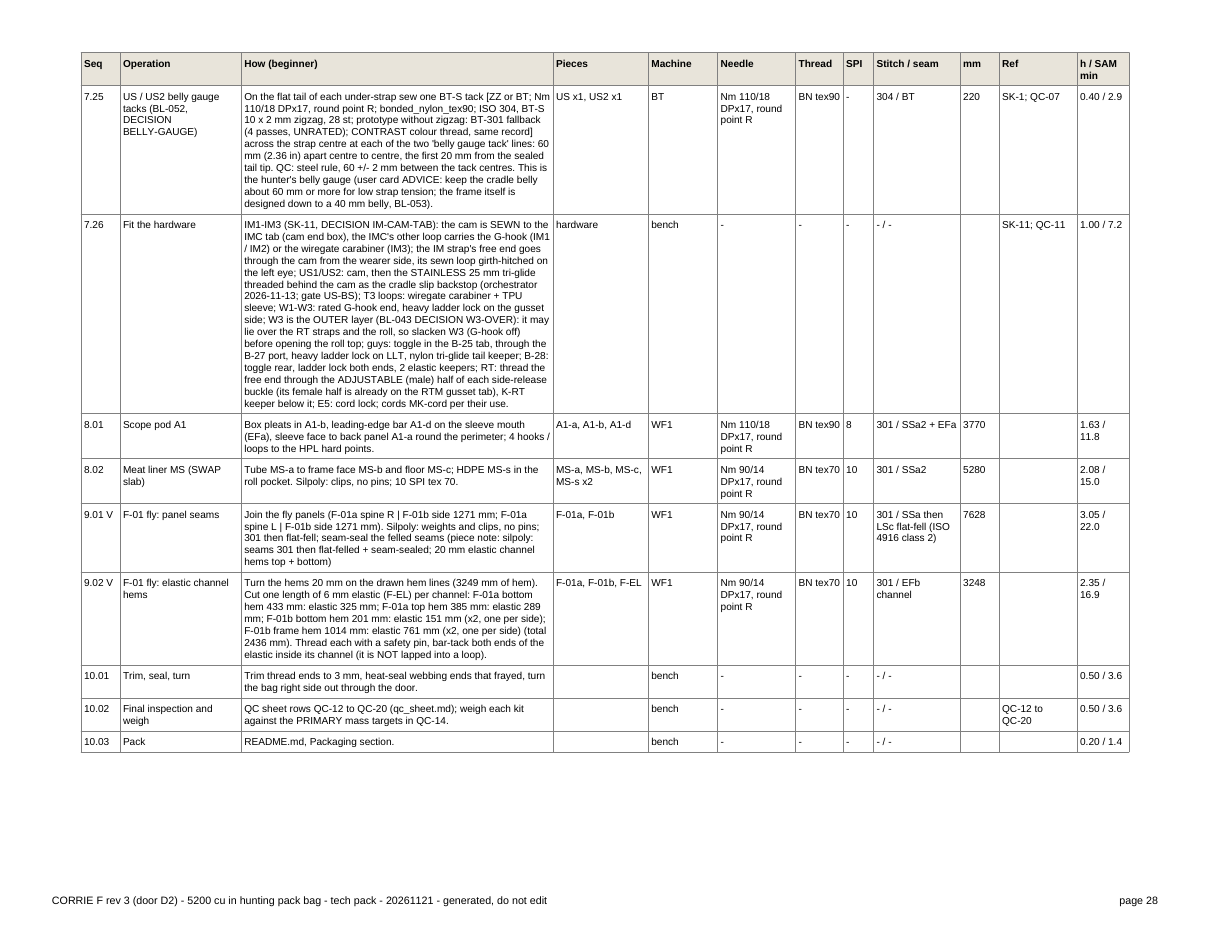 Seq Operation How (beginner) Pieces Machine Needle Thread SPI Stitch / seam mm Ref h / SAM min
7.25
US / US2 belly gauge
tacks (BL-052,
DECISION
BELLY-GAUGE)
On the flat tail of each under-strap sew one BT-S tack [ZZ or BT; Nm
110/18 DPx17, round point R; bonded_nylon_tex90; ISO 304, BT-S
10 x 2 mm zigzag, 28 st; prototype without zigzag: BT-301 fallback
(4 passes, UNRATED); CONTRAST colour thread, same record]
across the strap centre at each of the two 'belly gauge tack' lines: 60
mm (2.36 in) apart centre to centre, the first 20 mm from the sealed
tail tip. QC: steel rule, 60 +/- 2 mm between the tack centres. This is
the hunter's belly gauge (user card ADVICE: keep the cradle belly
about 60 mm or more for low strap tension; the frame itself is
designed down to a 40 mm belly, BL-053).
US x1, US2 x1
BT
Nm 110/18
DPx17, round
point R
BN tex90
-
304 / BT
220
SK-1; QC-07
0.40 / 2.9
7.26
Fit the hardware
IM1-IM3 (SK-11, DECISION IM-CAM-TAB): the cam is SEWN to the
IMC tab (cam end box), the IMC's other loop carries the G-hook (IM1
/ IM2) or the wiregate carabiner (IM3); the IM strap's free end goes
through the cam from the wearer side, its sewn loop girth-hitched on
the left eye; US1/US2: cam, then the STAINLESS 25 mm tri-glide
threaded behind the cam as the cradle slip backstop (orchestrator
2026-11-13; gate US-BS); T3 loops: wiregate carabiner + TPU
sleeve; W1-W3: rated G-hook end, heavy ladder lock on the gusset
side; W3 is the OUTER layer (BL-043 DECISION W3-OVER): it may
lie over the RT straps and the roll, so slacken W3 (G-hook off)
before opening the roll top; guys: toggle in the B-25 tab, through the
B-27 port, heavy ladder lock on LLT, nylon tri-glide tail keeper; B-28:
toggle rear, ladder lock both ends, 2 elastic keepers; RT: thread the
free end through the ADJUSTABLE (male) half of each side-release
buckle (its female half is already on the RTM gusset tab), K-RT
keeper below it; E5: cord lock; cords MK-cord per their use.
hardware
bench
-
-
-
- / -
SK-11; QC-11
1.00 / 7.2
8.01
Scope pod A1
Box pleats in A1-b, leading-edge bar A1-d on the sleeve mouth
(EFa), sleeve face to back panel A1-a round the perimeter; 4 hooks /
loops to the HPL hard points.
A1-a, A1-b, A1-d
WF1
Nm 110/18
DPx17, round
point R
BN tex90
8
301 / SSa2 + EFa
3770
1.63 /
11.8
8.02
Meat liner MS (SWAP
slab)
Tube MS-a to frame face MS-b and floor MS-c; HDPE MS-s in the
roll pocket. Silpoly: clips, no pins; 10 SPI tex 70.
MS-a, MS-b, MS-c,
MS-s x2
WF1
Nm 90/14
DPx17, round
point R
BN tex70
10
301 / SSa2
5280
2.08 /
15.0
9.01 V
F-01 fly: panel seams
Join the fly panels (F-01a spine R | F-01b side 1271 mm; F-01a
spine L | F-01b side 1271 mm). Silpoly: weights and clips, no pins;
301 then flat-fell; seam-seal the felled seams (piece note: silpoly:
seams 301 then flat-felled + seam-sealed; 20 mm elastic channel
hems top + bottom)
F-01a, F-01b
WF1
Nm 90/14
DPx17, round
point R
BN tex70
10
301 / SSa then
LSc flat-fell (ISO
4916 class 2)
7628
3.05 /
22.0
9.02 V
F-01 fly: elastic channel
hems
Turn the hems 20 mm on the drawn hem lines (3249 mm of hem).
Cut one length of 6 mm elastic (F-EL) per channel: F-01a bottom
hem 433 mm: elastic 325 mm; F-01a top hem 385 mm: elastic 289
mm; F-01b bottom hem 201 mm: elastic 151 mm (x2, one per side);
F-01b frame hem 1014 mm: elastic 761 mm (x2, one per side) (total
2436 mm). Thread each with a safety pin, bar-tack both ends of the
elastic inside its channel (it is NOT lapped into a loop).
F-01a, F-01b, F-EL
WF1
Nm 90/14
DPx17, round
point R
BN tex70
10
301 / EFb
channel
3248
2.35 /
16.9
10.01
Trim, seal, turn
Trim thread ends to 3 mm, heat-seal webbing ends that frayed, turn
the bag right side out through the door.
bench
-
-
-
- / -
0.50 / 3.6
10.02
Final inspection and
weigh
QC sheet rows QC-12 to QC-20 (qc_sheet.md); weigh each kit
against the PRIMARY mass targets in QC-14.
bench
-
-
-
- / -
QC-12 to
QC-20
0.50 / 3.6
10.03
Pack
README.md, Packaging section.
bench
-
-
-
- / -
0.20 / 1.4
CORRIE F rev 3 (door D2) - 5200 cu in hunting pack bag - tech pack - 20261121 - generated, do not edit
page 28